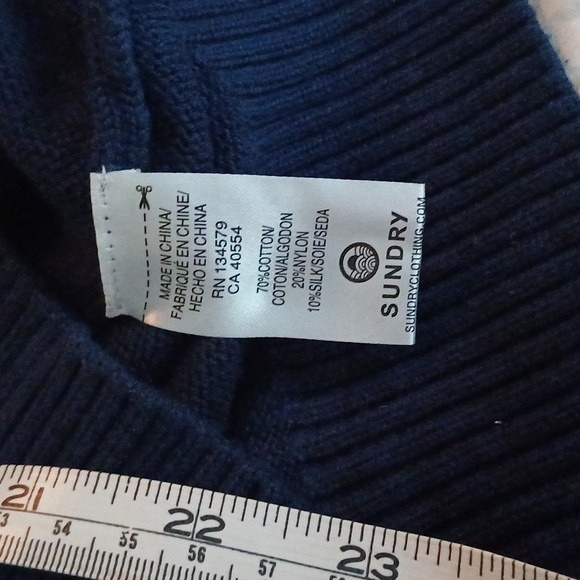 MADE IN CHINA/
FABRIQUE EN CHINE/
HECHO EN CHINA
RN 134579
CA 40554
70%COTTON/
COTON/ALGODON
20%NYLON
10%SILK/SOIE/SEDA
SUNDRY
SUNDRYCLOTHING.COM
21 22 23
3 54 55 56 57